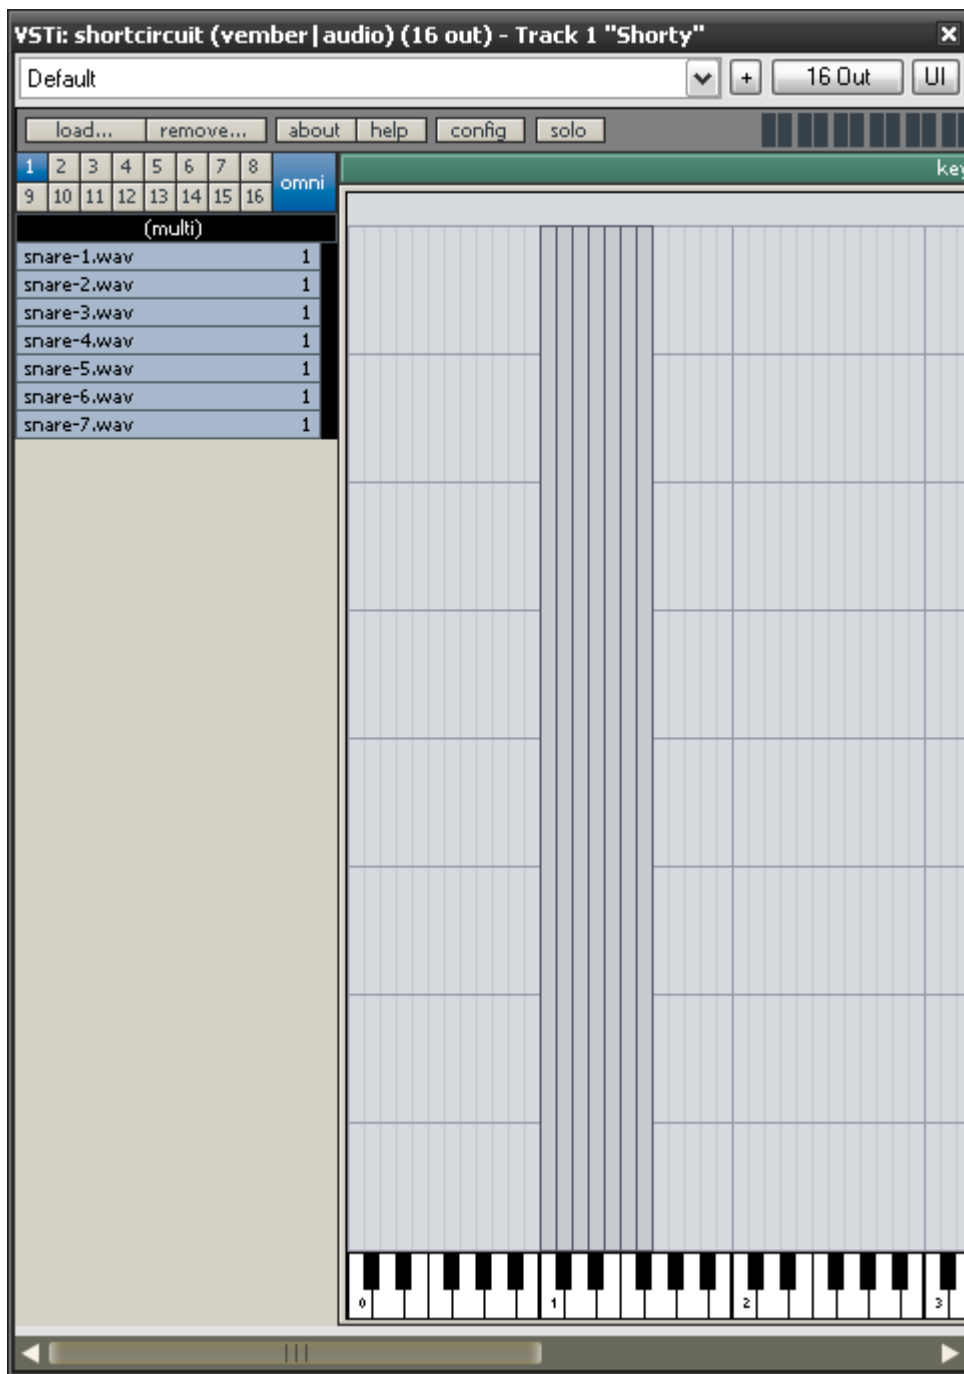 VSTi: shortcircuit (vember|audio) (16 out) - Track 1 "Shorty"
Default + 16 Out UI
load... remove... about help config solo
1 2 3 4 5 6 7 8 omni key
9 10 11 12 13 14 15 16
(multi)
snare-1.wav 1
snare-2.wav 1
snare-3.wav 1
snare-4.wav 1
snare-5.wav 1
snare-6.wav 1
snare-7.wav 1
0 1 2 3